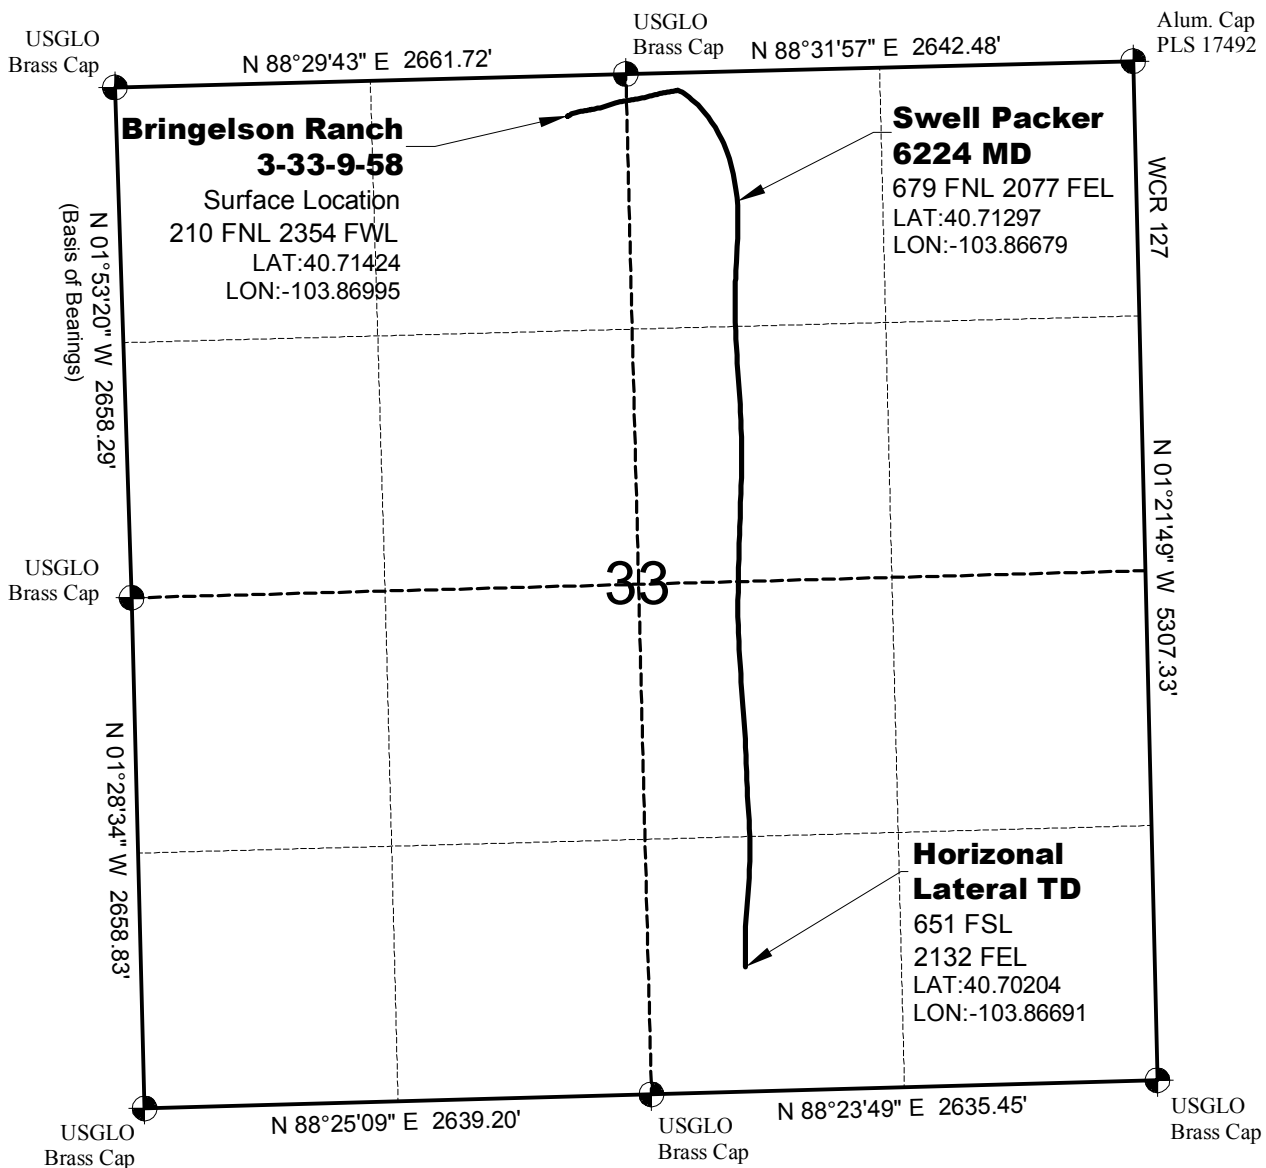 USGLO
Brass Cap
N 88°29'43" E 2661.72'
USGLO
Brass Cap
N 88°31'57" E 2642.48'
Alum. Cap
PLS 17492
Bringelson Ranch
3-33-9-58
Surface Location
210 FNL 2354 FWL
LAT:40.71424
LON:-103.86995
Swell Packer
6224 MD
679 FNL 2077 FEL
LAT:40.71297
LON:-103.86679
WCR 127
N 01°53'20" W 2658.29'
(Basis of Bearings)
N 01°21'49" W 5307.33'
USGLO
Brass Cap
33
N 01°28'34" W 2658.83'
Horizonal
Lateral TD
651 FSL
2132 FEL
LAT:40.70204
LON:-103.86691
USGLO
Brass Cap
N 88°25'09" E 2639.20'
USGLO
Brass Cap
N 88°23'49" E 2635.45'
USGLO
Brass Cap